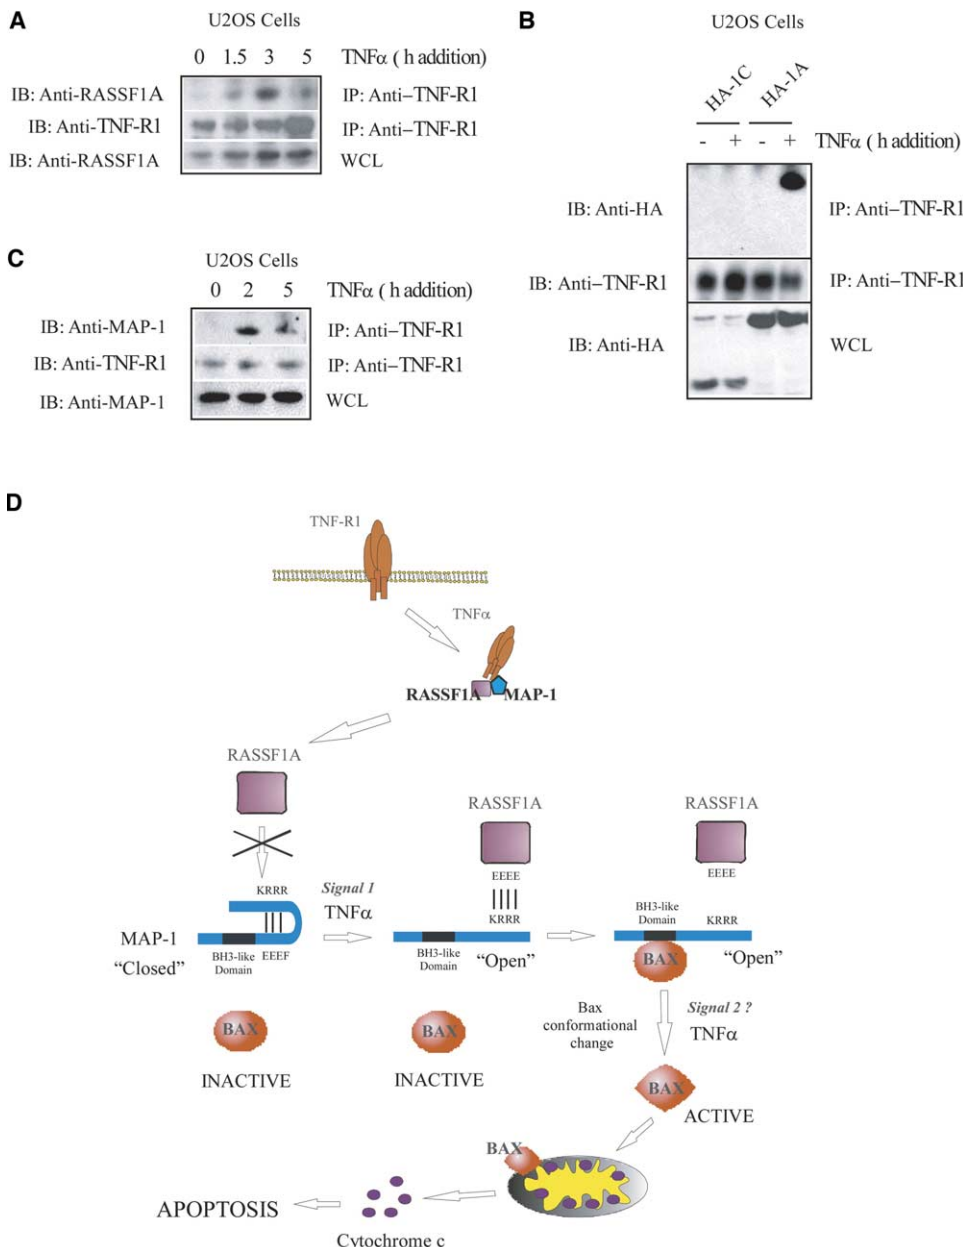 A
U2OS Cells
0 1.5 3 5 TNFα ( h addition)
IB: Anti-RASSF1A IP: Anti–TNF-R1
IB: Anti-TNF-R1 IP: Anti–TNF-R1
IB: Anti-RASSF1A WCL
B
U2OS Cells
HA-1C HA-1A
- + - + TNFα ( h addition)
IB: Anti-HA IP: Anti–TNF-R1
IB: Anti–TNF-R1 IP: Anti–TNF-R1
IB: Anti-HA WCL
C
U2OS Cells
0 2 5 TNFα ( h addition)
IB: Anti-MAP-1 IP: Anti–TNF-R1
IB: Anti-TNF-R1 IP: Anti–TNF-R1
IB: Anti-MAP-1 WCL
D
TNF-R1
TNFα
RASSF1A MAP-1
RASSF1A
RASSF1A
RASSF1A
EEEE
EEEE
KRRR
Signal 1
TNFα
KRRR
BH3-like
Domain
KRRR
MAP-1
"Closed"
BH3-like
Domain
EEEF
BH3-like
Domain
"Open"
BAX
"Open"
BAX
INACTIVE
BAX
INACTIVE
Bax
conformational
change
Signal 2 ?
TNFα
BAX
ACTIVE
BAX
APOPTOSIS
Cytochrome c